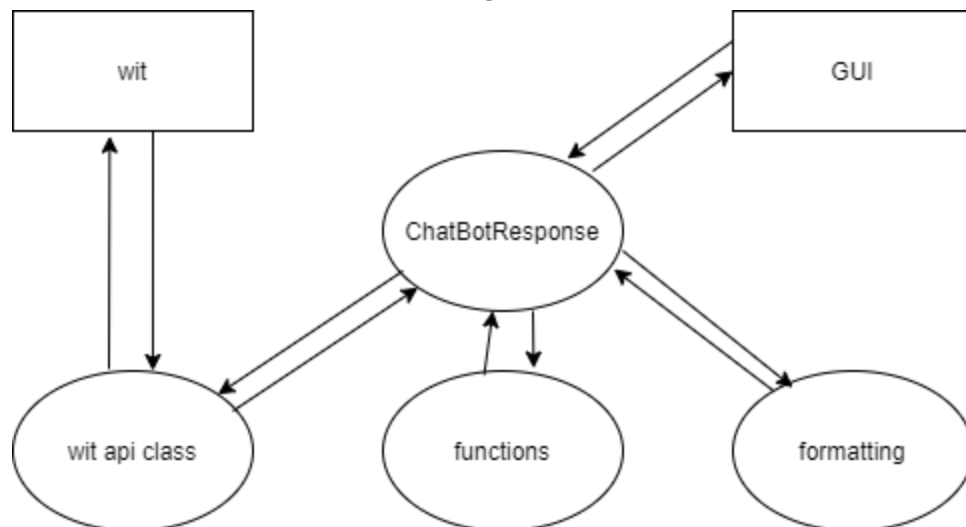 wit
GUI
ChatBotResponse
wit api class
functions
formatting